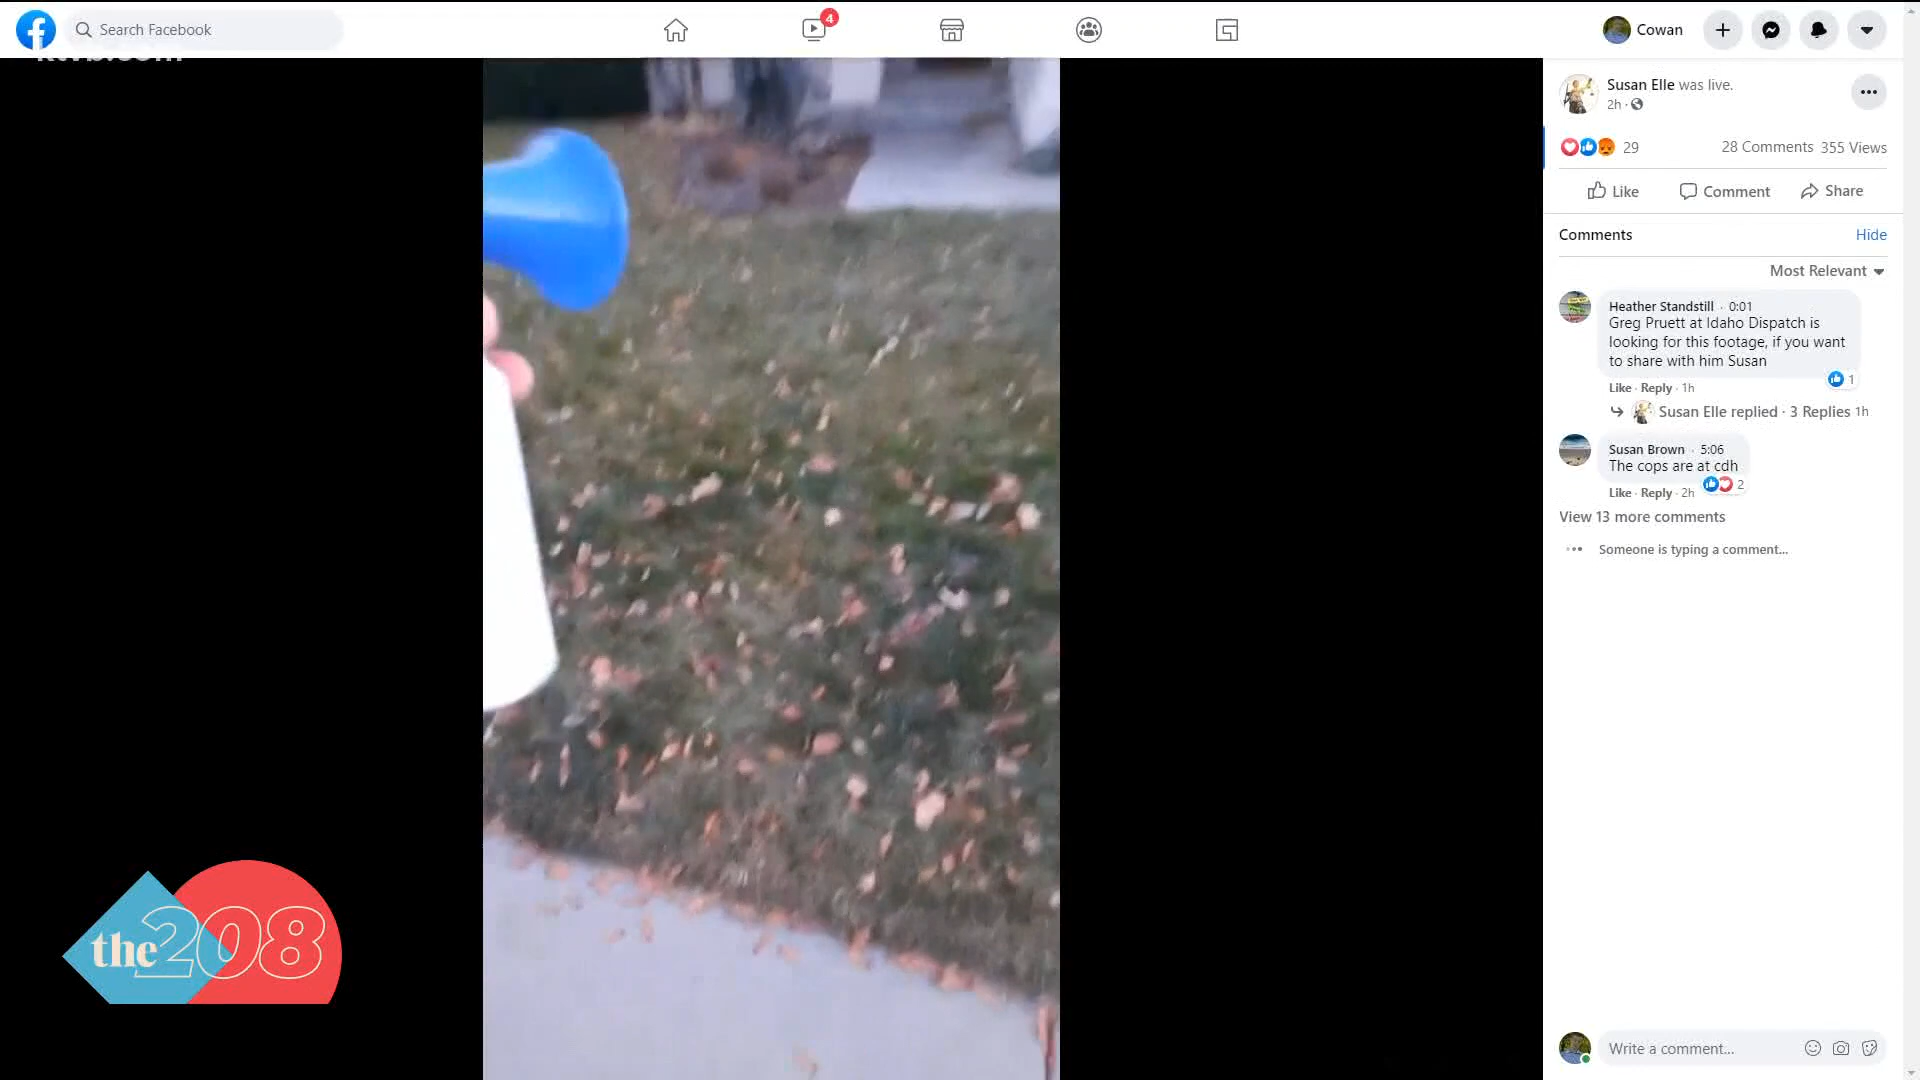 Search Facebook
4
Cowan
ktvb.com
Susan Elle was live.
2h ·
29
28 Comments 355 Views
Like Comment Share
Comments
Hide
Most Relevant
Heather Standstill · 0:01
Greg Pruett at Idaho Dispatch is
looking for this footage, if you want
to share with him Susan
1
Like · Reply · 1h
Susan Elle replied · 3 Replies 1h
Susan Brown · 5:06
The cops are at cdh
2
Like · Reply · 2h
View 13 more comments
Someone is typing a comment...
the 208
Write a comment...